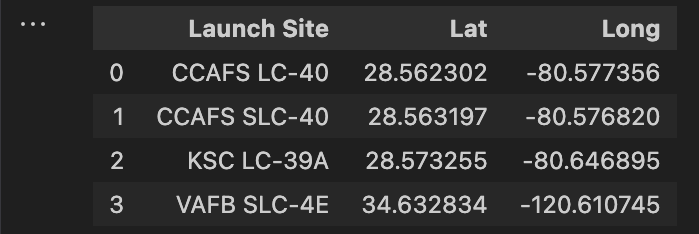 ... Launch Site Lat Long
0 CCAFS LC-40 28.562302 -80.577356
1 CCAFS SLC-40 28.563197 -80.576820
2 KSC LC-39A 28.573255 -80.646895
3 VAFB SLC-4E 34.632834 -120.610745